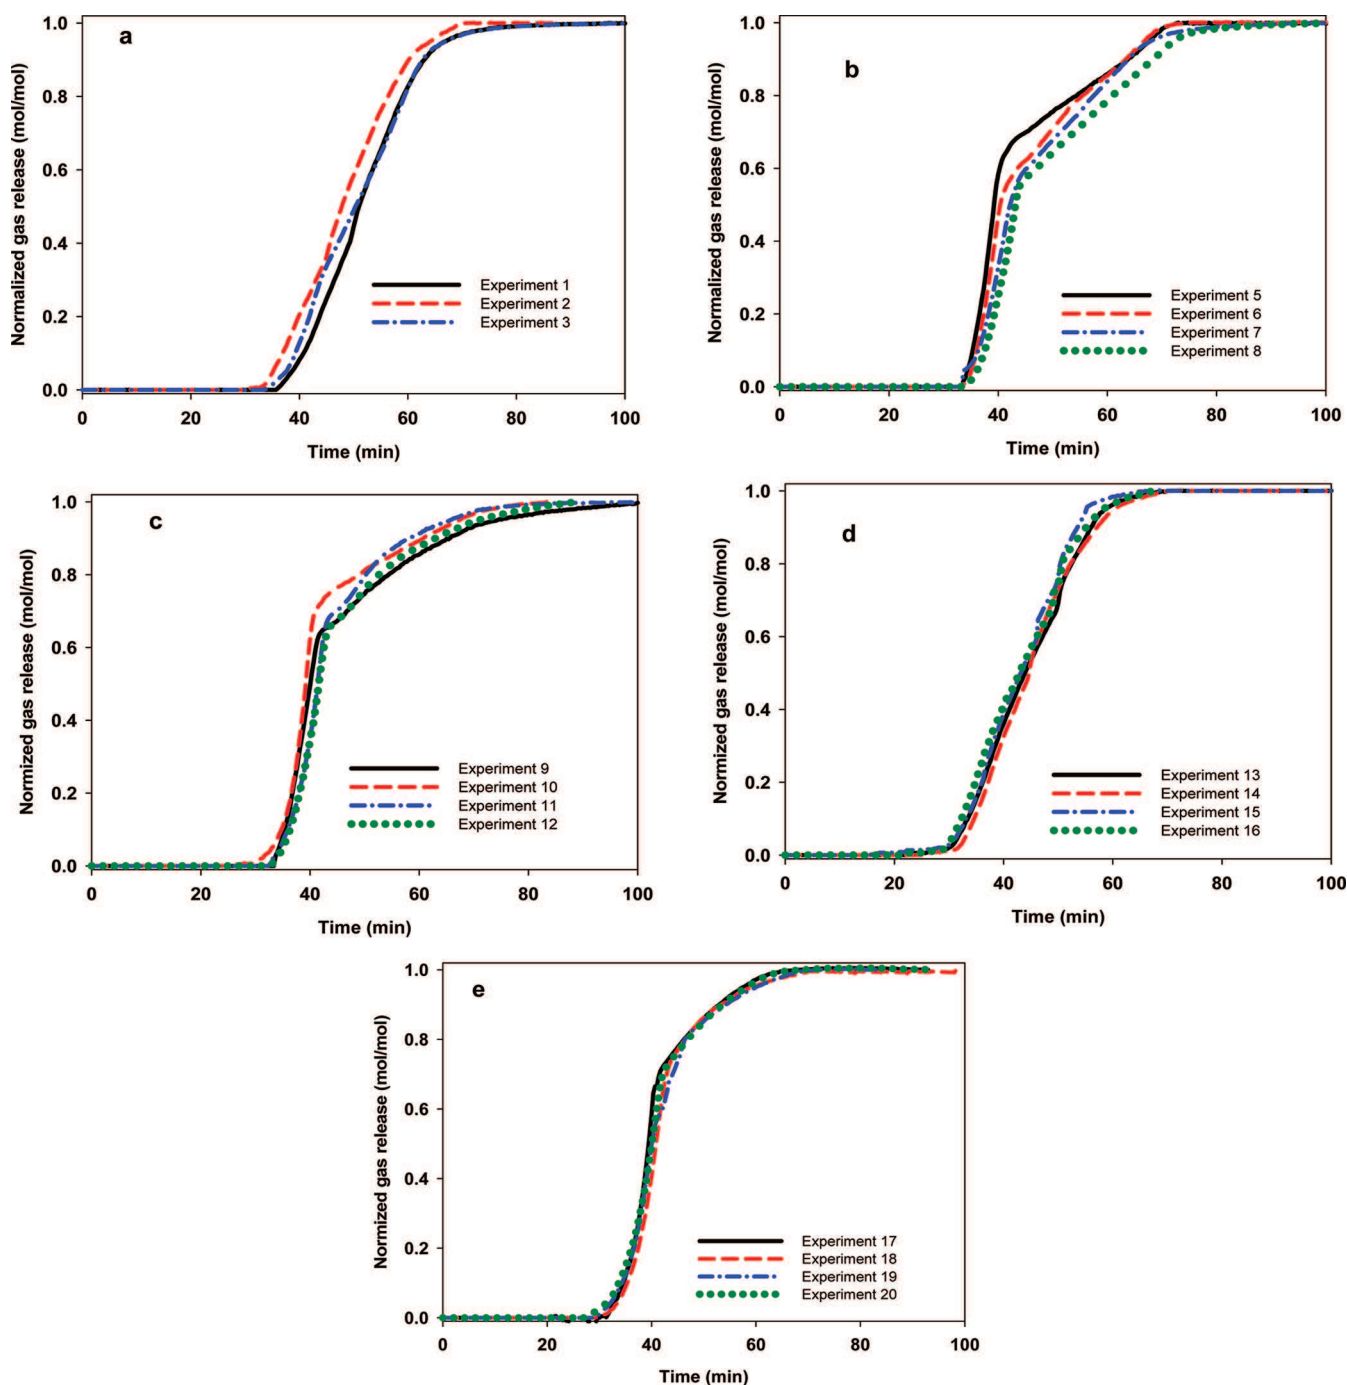 a
Normalized gas release (mol/mol)
1.0
0.8
0.6
0.4
0.2
0.0
Experiment 1
Experiment 2
Experiment 3
0 20 40 60 80 100
Time (min)
b
Normalized gas release (mol/mol)
1.0
0.8
0.6
0.4
0.2
0.0
Experiment 5
Experiment 6
Experiment 7
Experiment 8
0 20 40 60 80 100
Time (min)
c
Normized gas release (mol/mol)
1.0
0.8
0.6
0.4
0.2
0.0
Experiment 9
Experiment 10
Experiment 11
Experiment 12
0 20 40 60 80 100
Time (min)
d
Normized gas release (mol/mol)
1.0
0.8
0.6
0.4
0.2
0.0
Experiment 13
Experiment 14
Experiment 15
Experiment 16
0 20 40 60 80 100
Time (min)
e
Normized gas release (mol/mol)
1.0
0.8
0.6
0.4
0.2
0.0
Experiment 17
Experiment 18
Experiment 19
Experiment 20
0 20 40 60 80 100
Time (min)